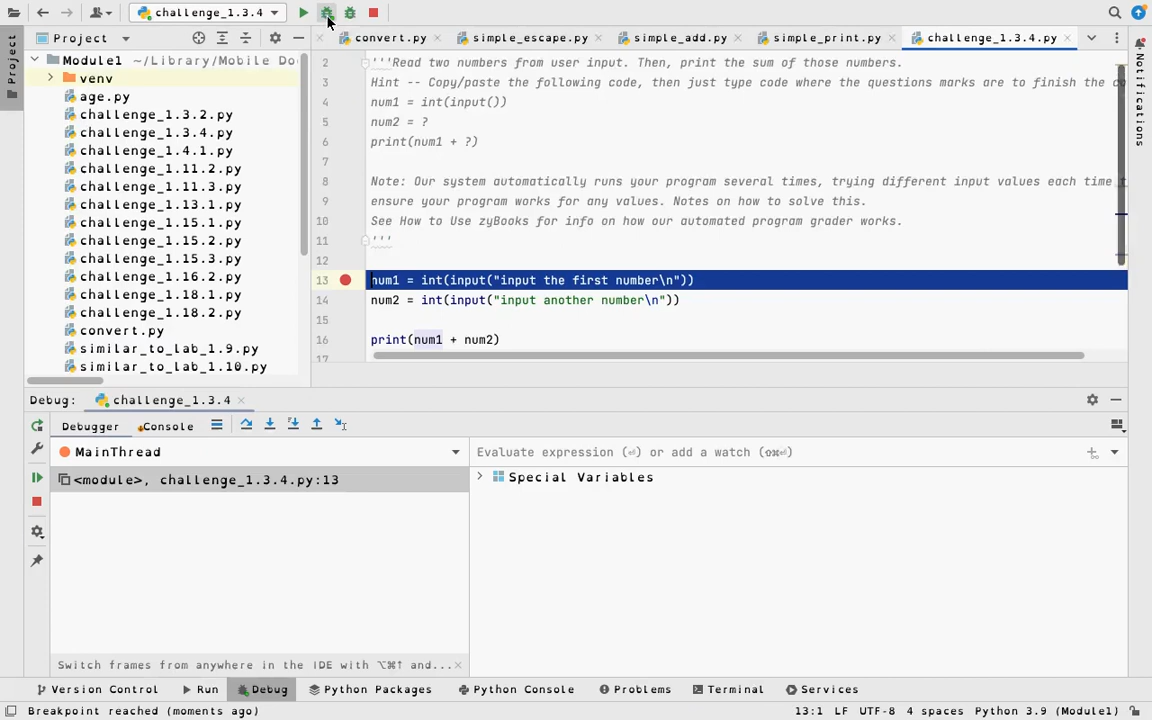 challenge_1.3.4
Project
convert.py
simple_escape.py
simple_add.py
simple_print.py
challenge_1.3.4.py
Project
Notifications
Module1 ~/Library/Mobile Do
venv
age.py
challenge_1.3.2.py
challenge_1.3.4.py
challenge_1.4.1.py
challenge_1.11.2.py
challenge_1.11.3.py
challenge_1.13.1.py
challenge_1.15.1.py
challenge_1.15.2.py
challenge_1.15.3.py
challenge_1.16.2.py
challenge_1.18.1.py
challenge_1.18.2.py
convert.py
similar_to_lab_1.9.py
similar_to_lab_1.10.py
2 '''Read two numbers from user input. Then, print the sum of those numbers.
3 Hint -- Copy/paste the following code, then just type code where the questions marks are to finish the
4 num1 = int(input())
5 num2 = ?
6 print(num1 + ?)
7
8 Note: Our system automatically runs your program several times, trying different input values each time
9 ensure your program works for any values. Notes on how to solve this.
10 See How to Use zyBooks for info on how our automated program grader works.
11 '''
12
13 num1 = int(input("input the first number\n"))
14 num2 = int(input("input another number\n"))
15
16 print(num1 + num2)
17
Debug: challenge_1.3.4
Debugger Console
MainThread
Evaluate expression (⏎) or add a watch (⇧⌘⏎)
<module>, challenge_1.3.4.py:13
Special Variables
Switch frames from anywhere in the IDE with ⌥⌘↑ and...
Version Control Run Debug Python Packages Python Console Problems Terminal Services
Breakpoint reached (moments ago) 13:1 LF UTF-8 4 spaces Python 3.9 (Module1)